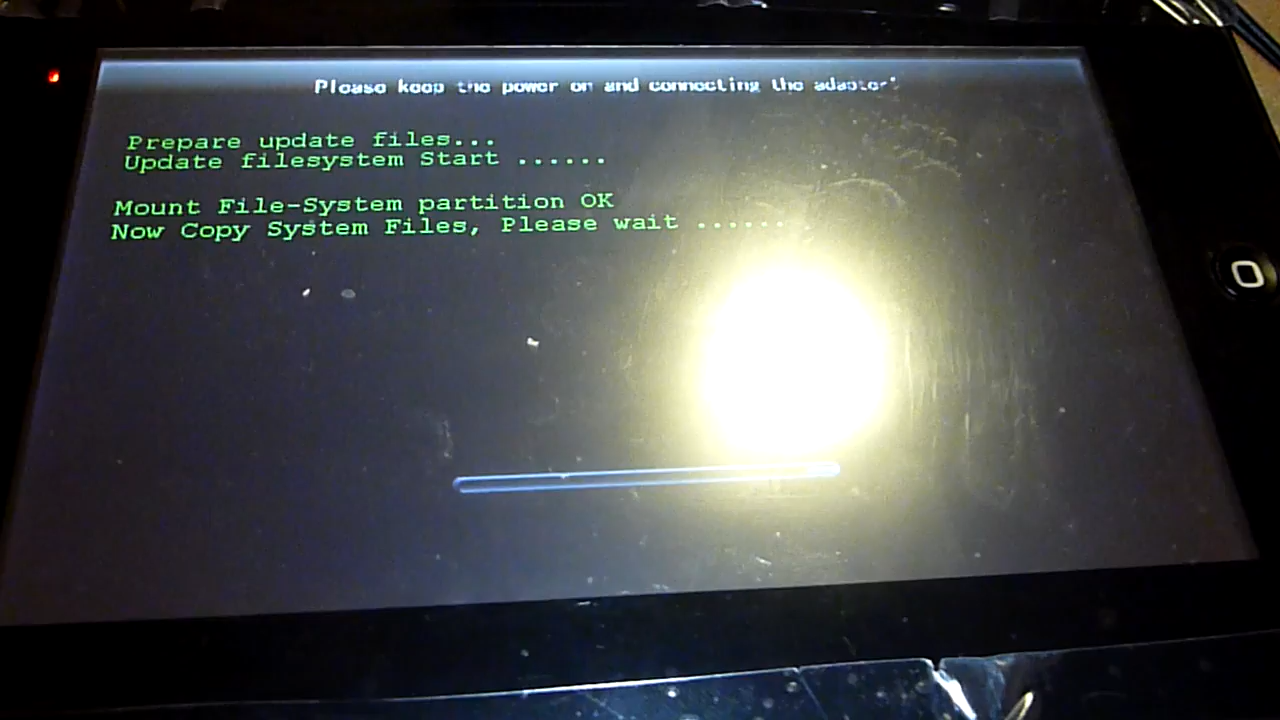 Please keep the power on and connecting the adapter!
Prepare update files...
Update filesystem Start ......
Mount File-System partition OK
Now Copy System Files, Please wait ......